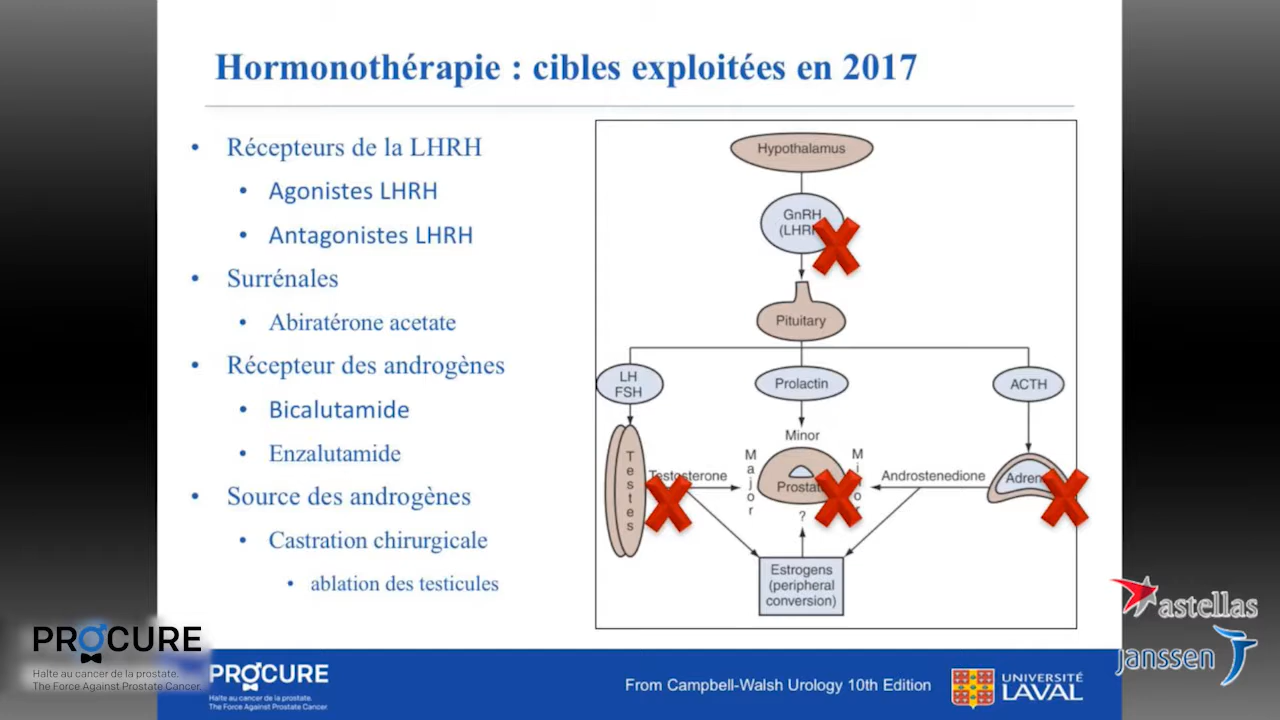 Hormonothérapie : cibles exploitées en 2017
• Récepteurs de la LHRH
• Agonistes LHRH
• Antagonistes LHRH
• Surrénales
• Abiratérone acetate
• Récepteur des androgènes
• Bicalutamide
• Enzalutamide
• Source des androgènes
• Castration chirurgicale
• ablation des testicules
Hypothalamus
GnRH
Pituitary
LH
FSH
Prolactin
ACTH
Minor
Testes
Testosterone
Major
Androstenedione
?
Estrogens
(peripheral
conversion)
PROCURE
Halte au cancer de la prostate.
The Force Against Prostate Cancer.
PROCURE
Halte au cancer de la prostate.
The Force Against Prostate Cancer
From Campbell-Walsh Urology 10th Edition
UNIVERSITÉ
LAVAL
astellas
janssen